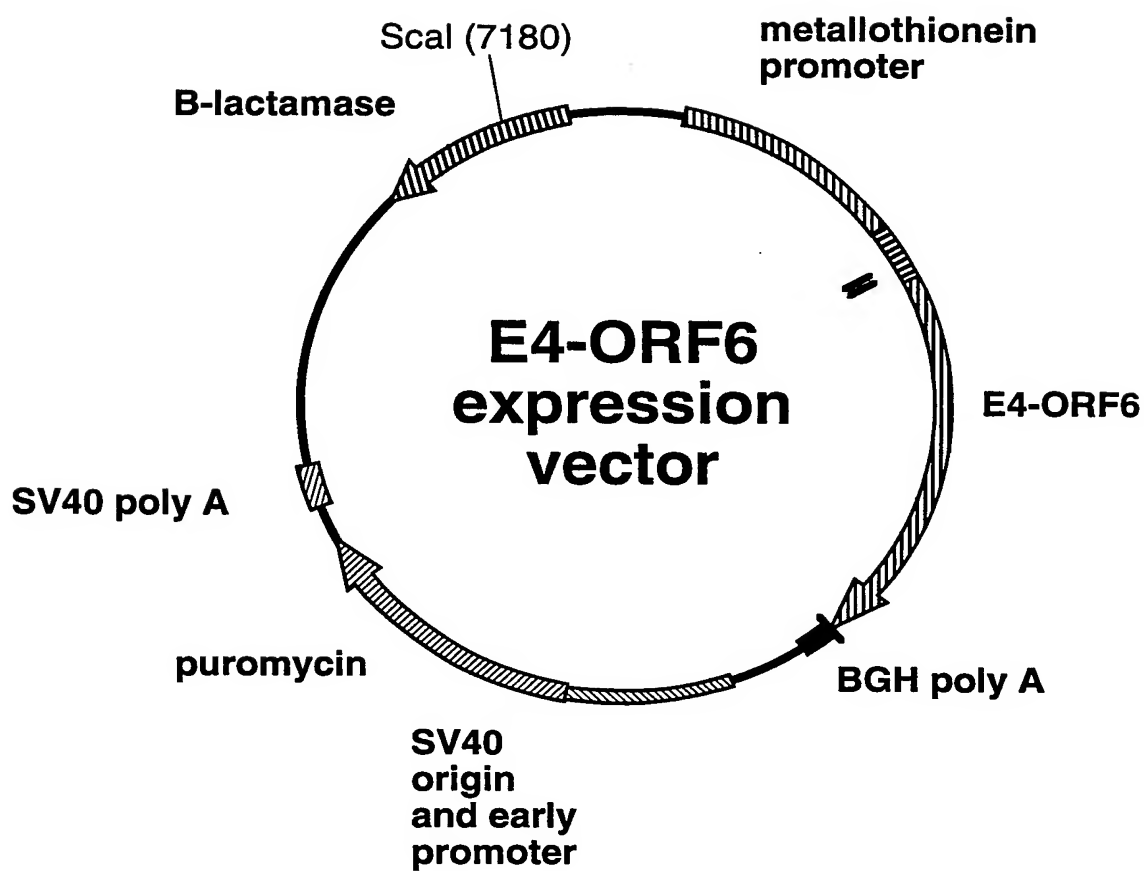 ScaI (7180)
metallothionein
promoter
B-lactamase
E4-ORF6
expression
vector
E4-ORF6
SV40 poly A
puromycin
BGH poly A
SV40
origin
and early
promoter